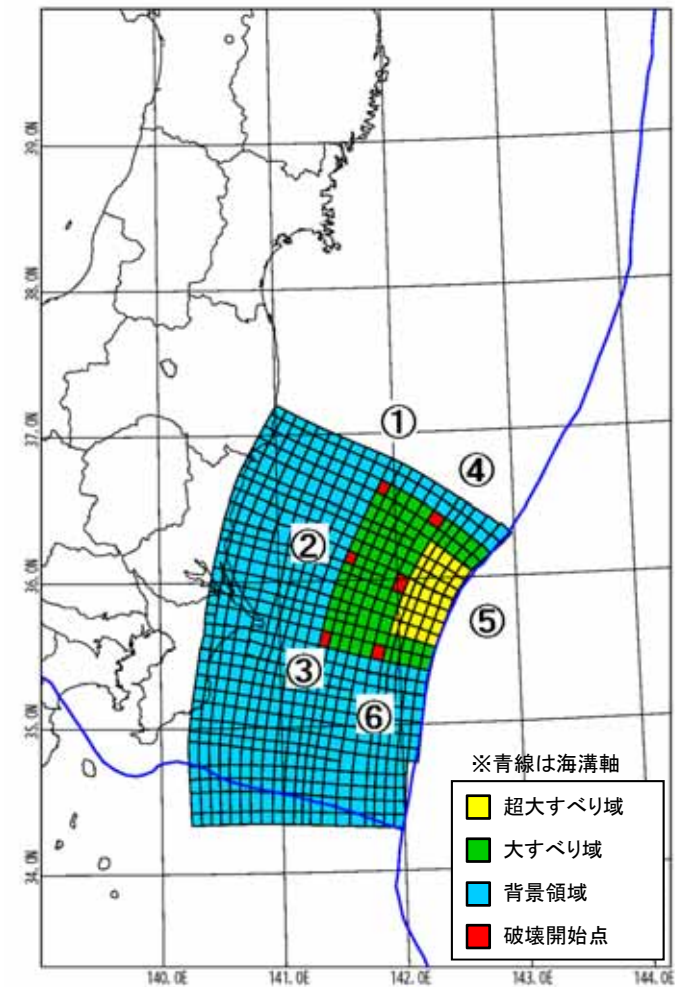 39.0N
38.0N
37.0N
36.0N
35.0N
34.0N
①
④
②
⑤
③
⑥
※青線は海溝軸
超大すべり域
大すべり域
背景領域
破壊開始点
140.0E
141.0E
142.0E
143.0E
144.0E